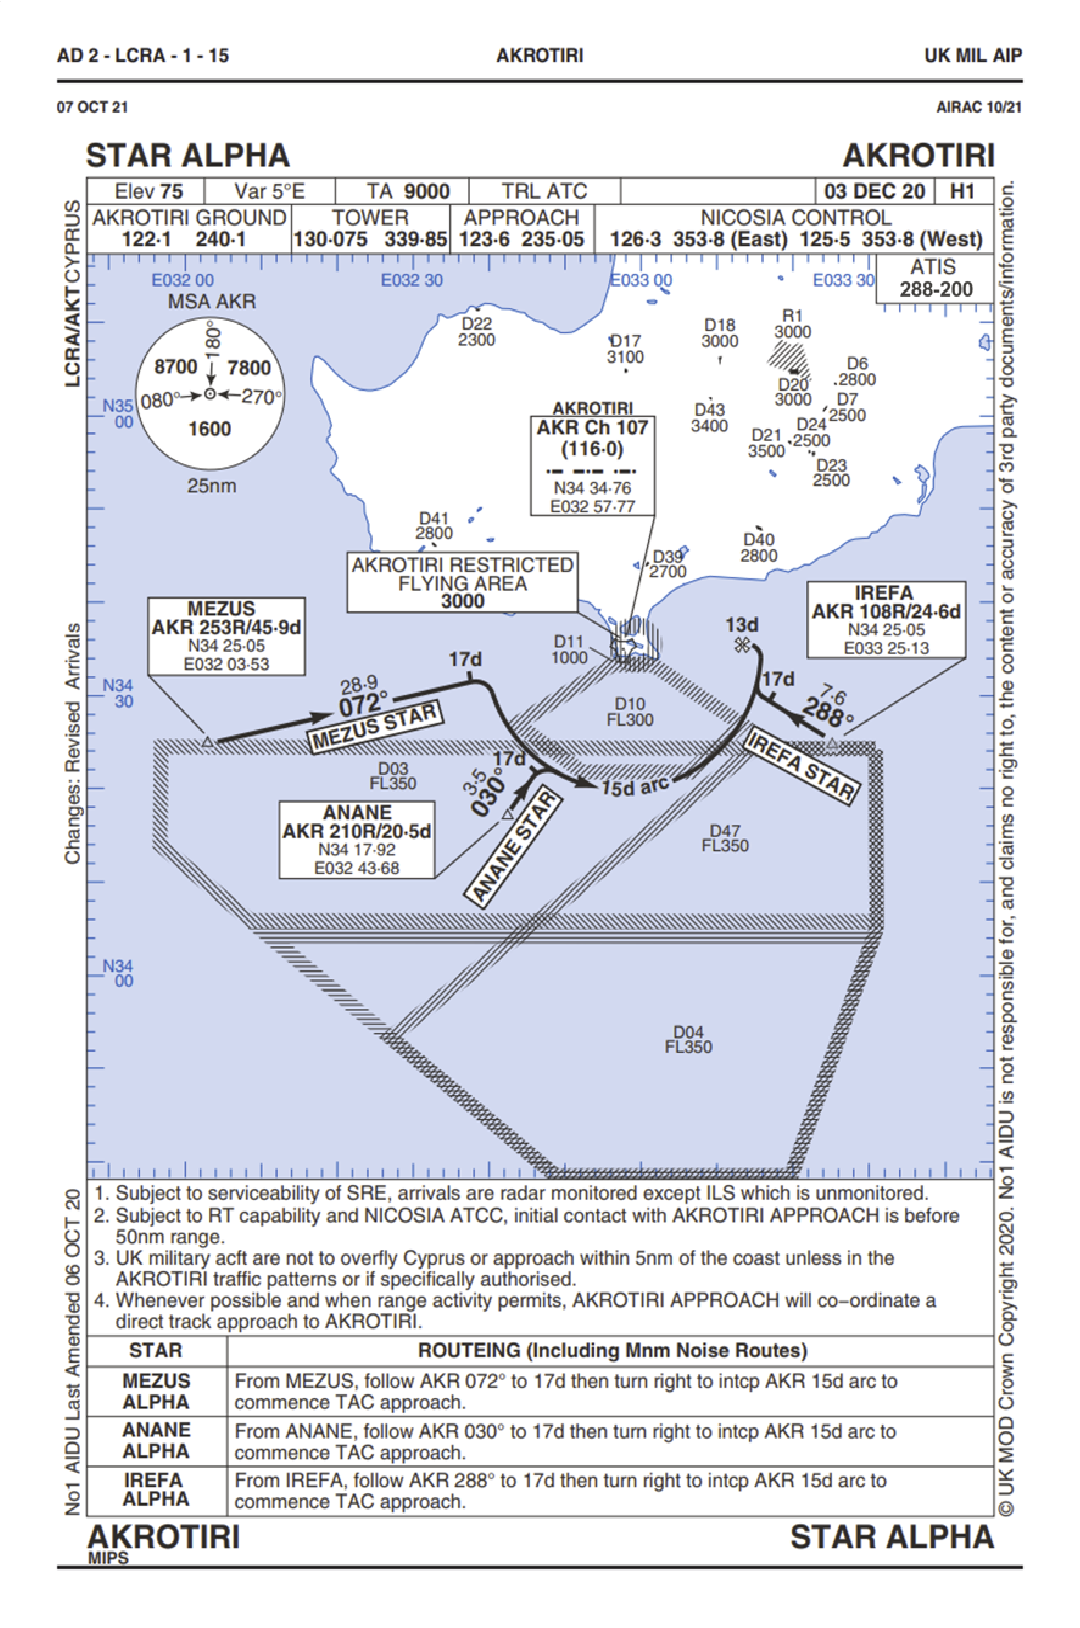 AD 2 - LCRA - 1 - 15 AKROTIRI UK MIL AIP
07 OCT 21 AIRAC 10/21
STAR ALPHA AKROTIRI
Elev 75 Var 5°E TA 9000 TRL ATC 03 DEC 20 H1
AKROTIRI GROUND TOWER APPROACH NICOSIA CONTROL
122·1 240·1 130·075 339·85 123·6 235·05 126·3 353·8 (East) 125·5 353·8 (West)
ATIS
288·200
LCRA/AKT CYPRUS
Changes: Revised Arrivals
No1 AIDU Last Amended 06 OCT 20
E032 00 E032 30 E033 00 E033 30
MSA AKR
180°
8700 7800
080° 270°
1600
25nm
N35
00
D22
2300
D17
3100
D18
3000
R1
3000
D6
2800
D20
3000
D7
2500
D43
3400
D24
2500
D21
3500
D23
2500
AKROTIRI
AKR Ch 107
(116·0)
N34 34·76
E032 57·77
D41
2800
D40
2800
D39
2700
AKROTIRI RESTRICTED
FLYING AREA
3000
MEZUS
AKR 253R/45·9d
N34 25·05
E032 03·53
IREFA
AKR 108R/24·6d
N34 25·05
E033 25·13
D11
1000
13d
17d
17d
N34
30
28·9
072°
MEZUS STAR
D10
FL300
7.6
288°
IREFA STAR
D03
FL350
17d
3·5
030°
15d arc
ANANE STAR
ANANE
AKR 210R/20·5d
N34 17·92
E032 43·68
D47
FL350
N34
00
D04
FL350
1. Subject to serviceability of SRE, arrivals are radar monitored except ILS which is unmonitored.
2. Subject to RT capability and NICOSIA ATCC, initial contact with AKROTIRI APPROACH is before
50nm range.
3. UK military acft are not to overfly Cyprus or approach within 5nm of the coast unless in the
AKROTIRI traffic patterns or if specifically authorised.
4. Whenever possible and when range activity permits, AKROTIRI APPROACH will co–ordinate a
direct track approach to AKROTIRI.
STAR ROUTEING (Including Mnm Noise Routes)
MEZUS ALPHA From MEZUS, follow AKR 072° to 17d then turn right to intcp AKR 15d arc to
commence TAC approach.
ANANE ALPHA From ANANE, follow AKR 030° to 17d then turn right to intcp AKR 15d arc to
commence TAC approach.
IREFA ALPHA From IREFA, follow AKR 288° to 17d then turn right to intcp AKR 15d arc to
commence TAC approach.
© UK MOD Crown Copyright 2020. No1 AIDU is not responsible for, and claims no right to, the content or accuracy of 3rd party documents/information.
AKROTIRI STAR ALPHA
MIPS